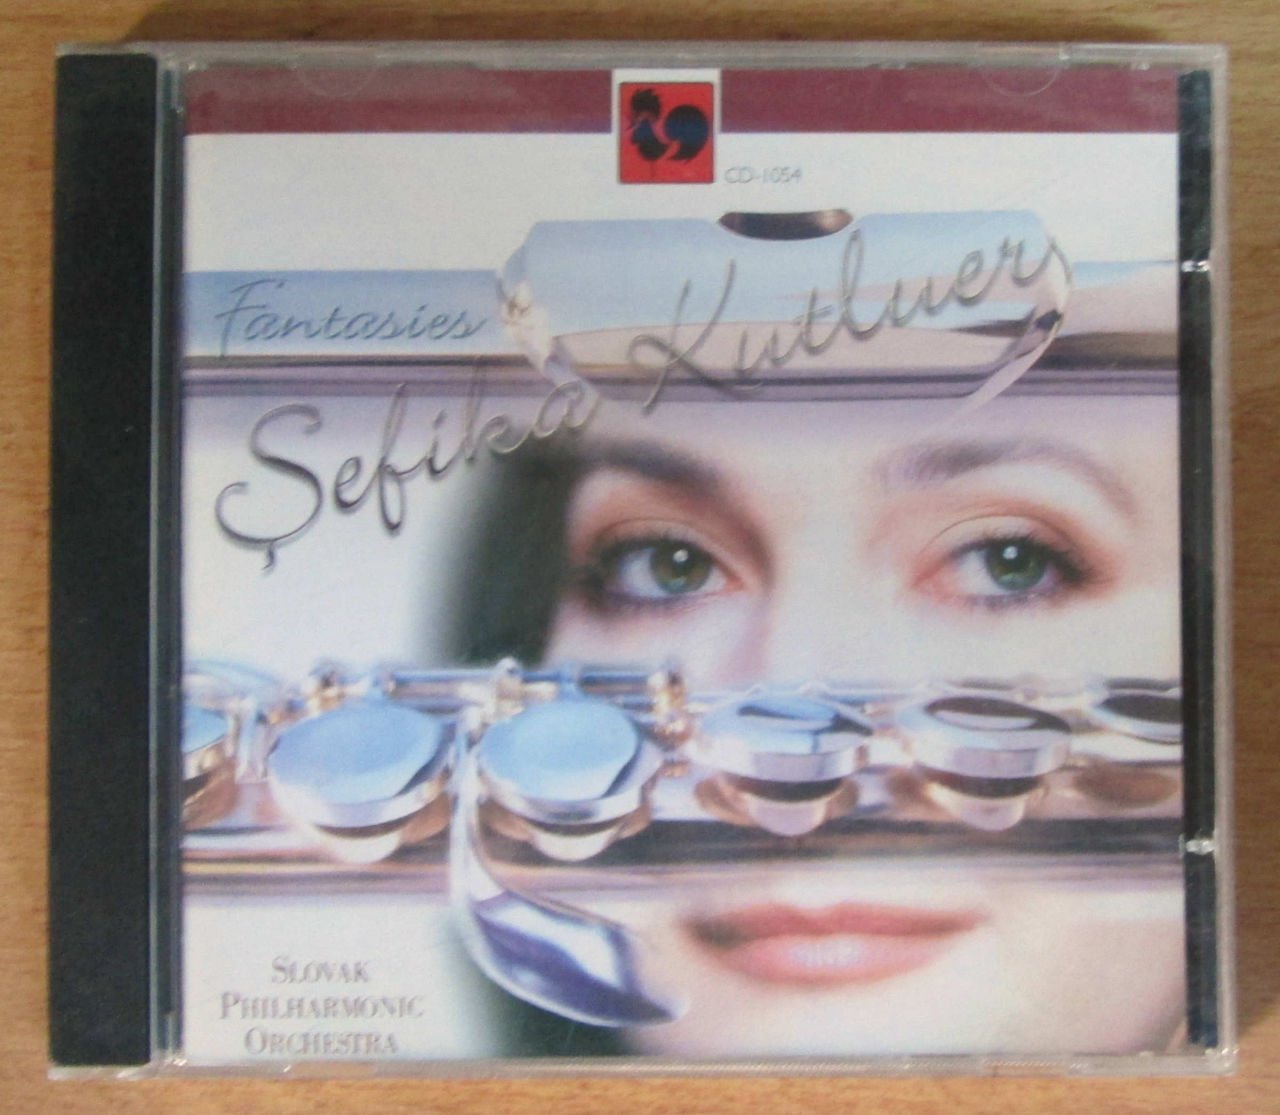 CD-1054
Fantasies
Şefika Kutluer
SLOVAK
PHILHARMONIC
ORCHESTRA